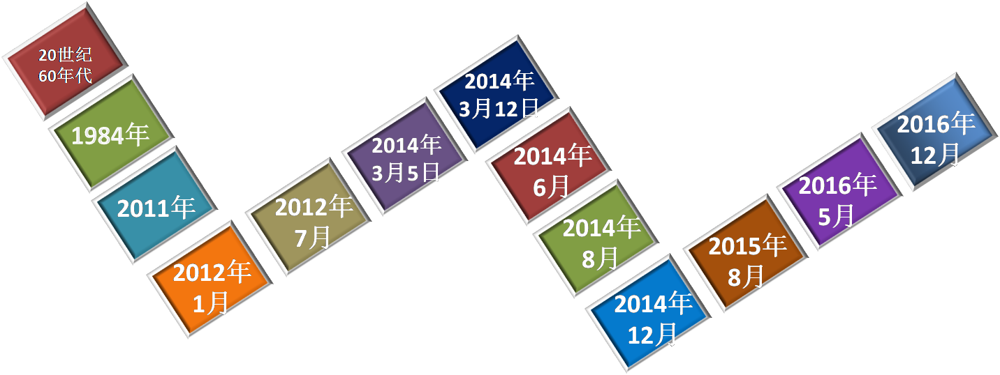 20世纪
60年代
1984年
2011年
2012年
1月
2012年
7月
2014年
3月5日
2014年
3月12日
2014年
6月
2014年
8月
2014年
12月
2015年
8月
2016年
5月
2016年
12月